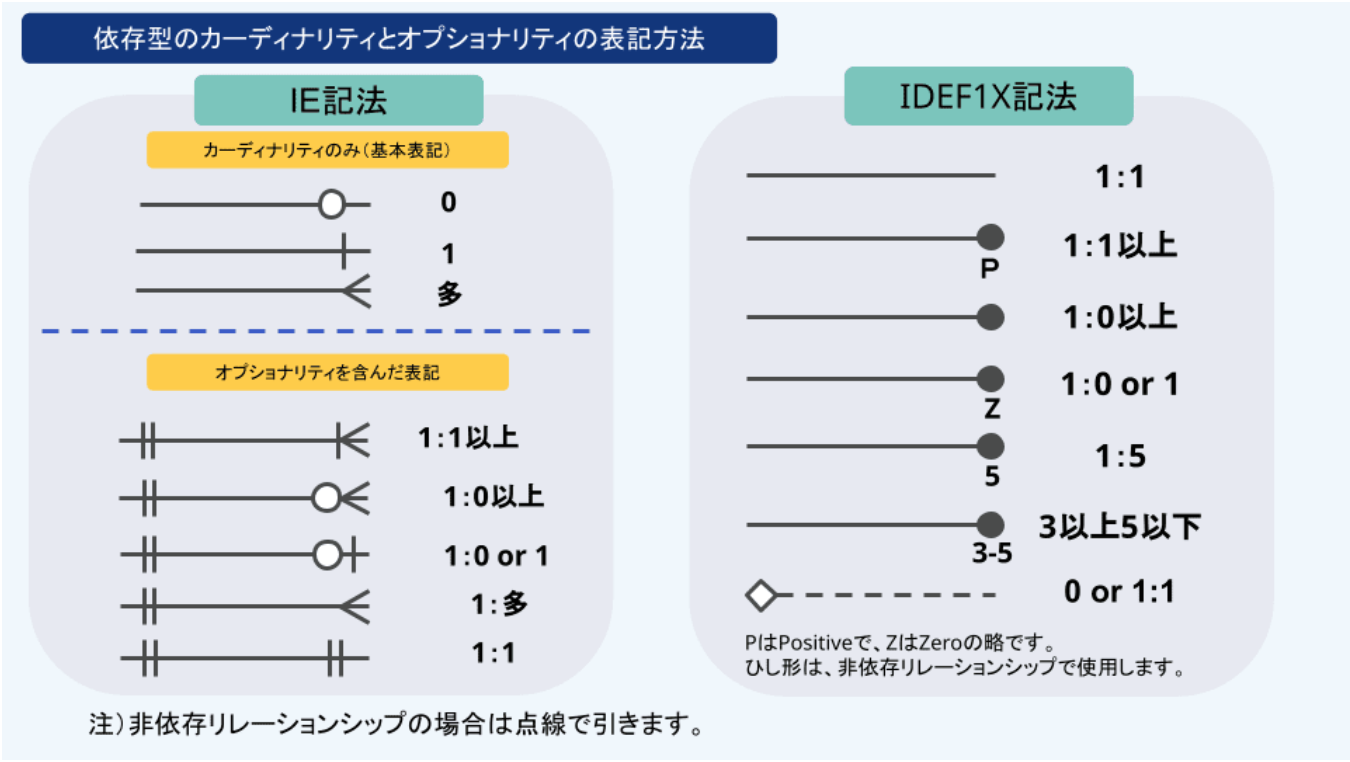 依存型のカーディナリティとオプショナリティの表記方法
IE記法
カーディナリティのみ（基本表記）
0
1
多
オプショナリティを含んだ表記
1：1以上
1：0以上
1：0 or 1
1：多
1：1
IDEF1X記法
1：1
P
1：1以上
1：0以上
Z
1：0 or 1
5
1：5
3-5
3以上5以下
0 or 1:1
PはPositiveで、ZはZeroの略です。
ひし形は、非依存リレーションシップで使用します。
注）非依存リレーションシップの場合は点線で引きます。